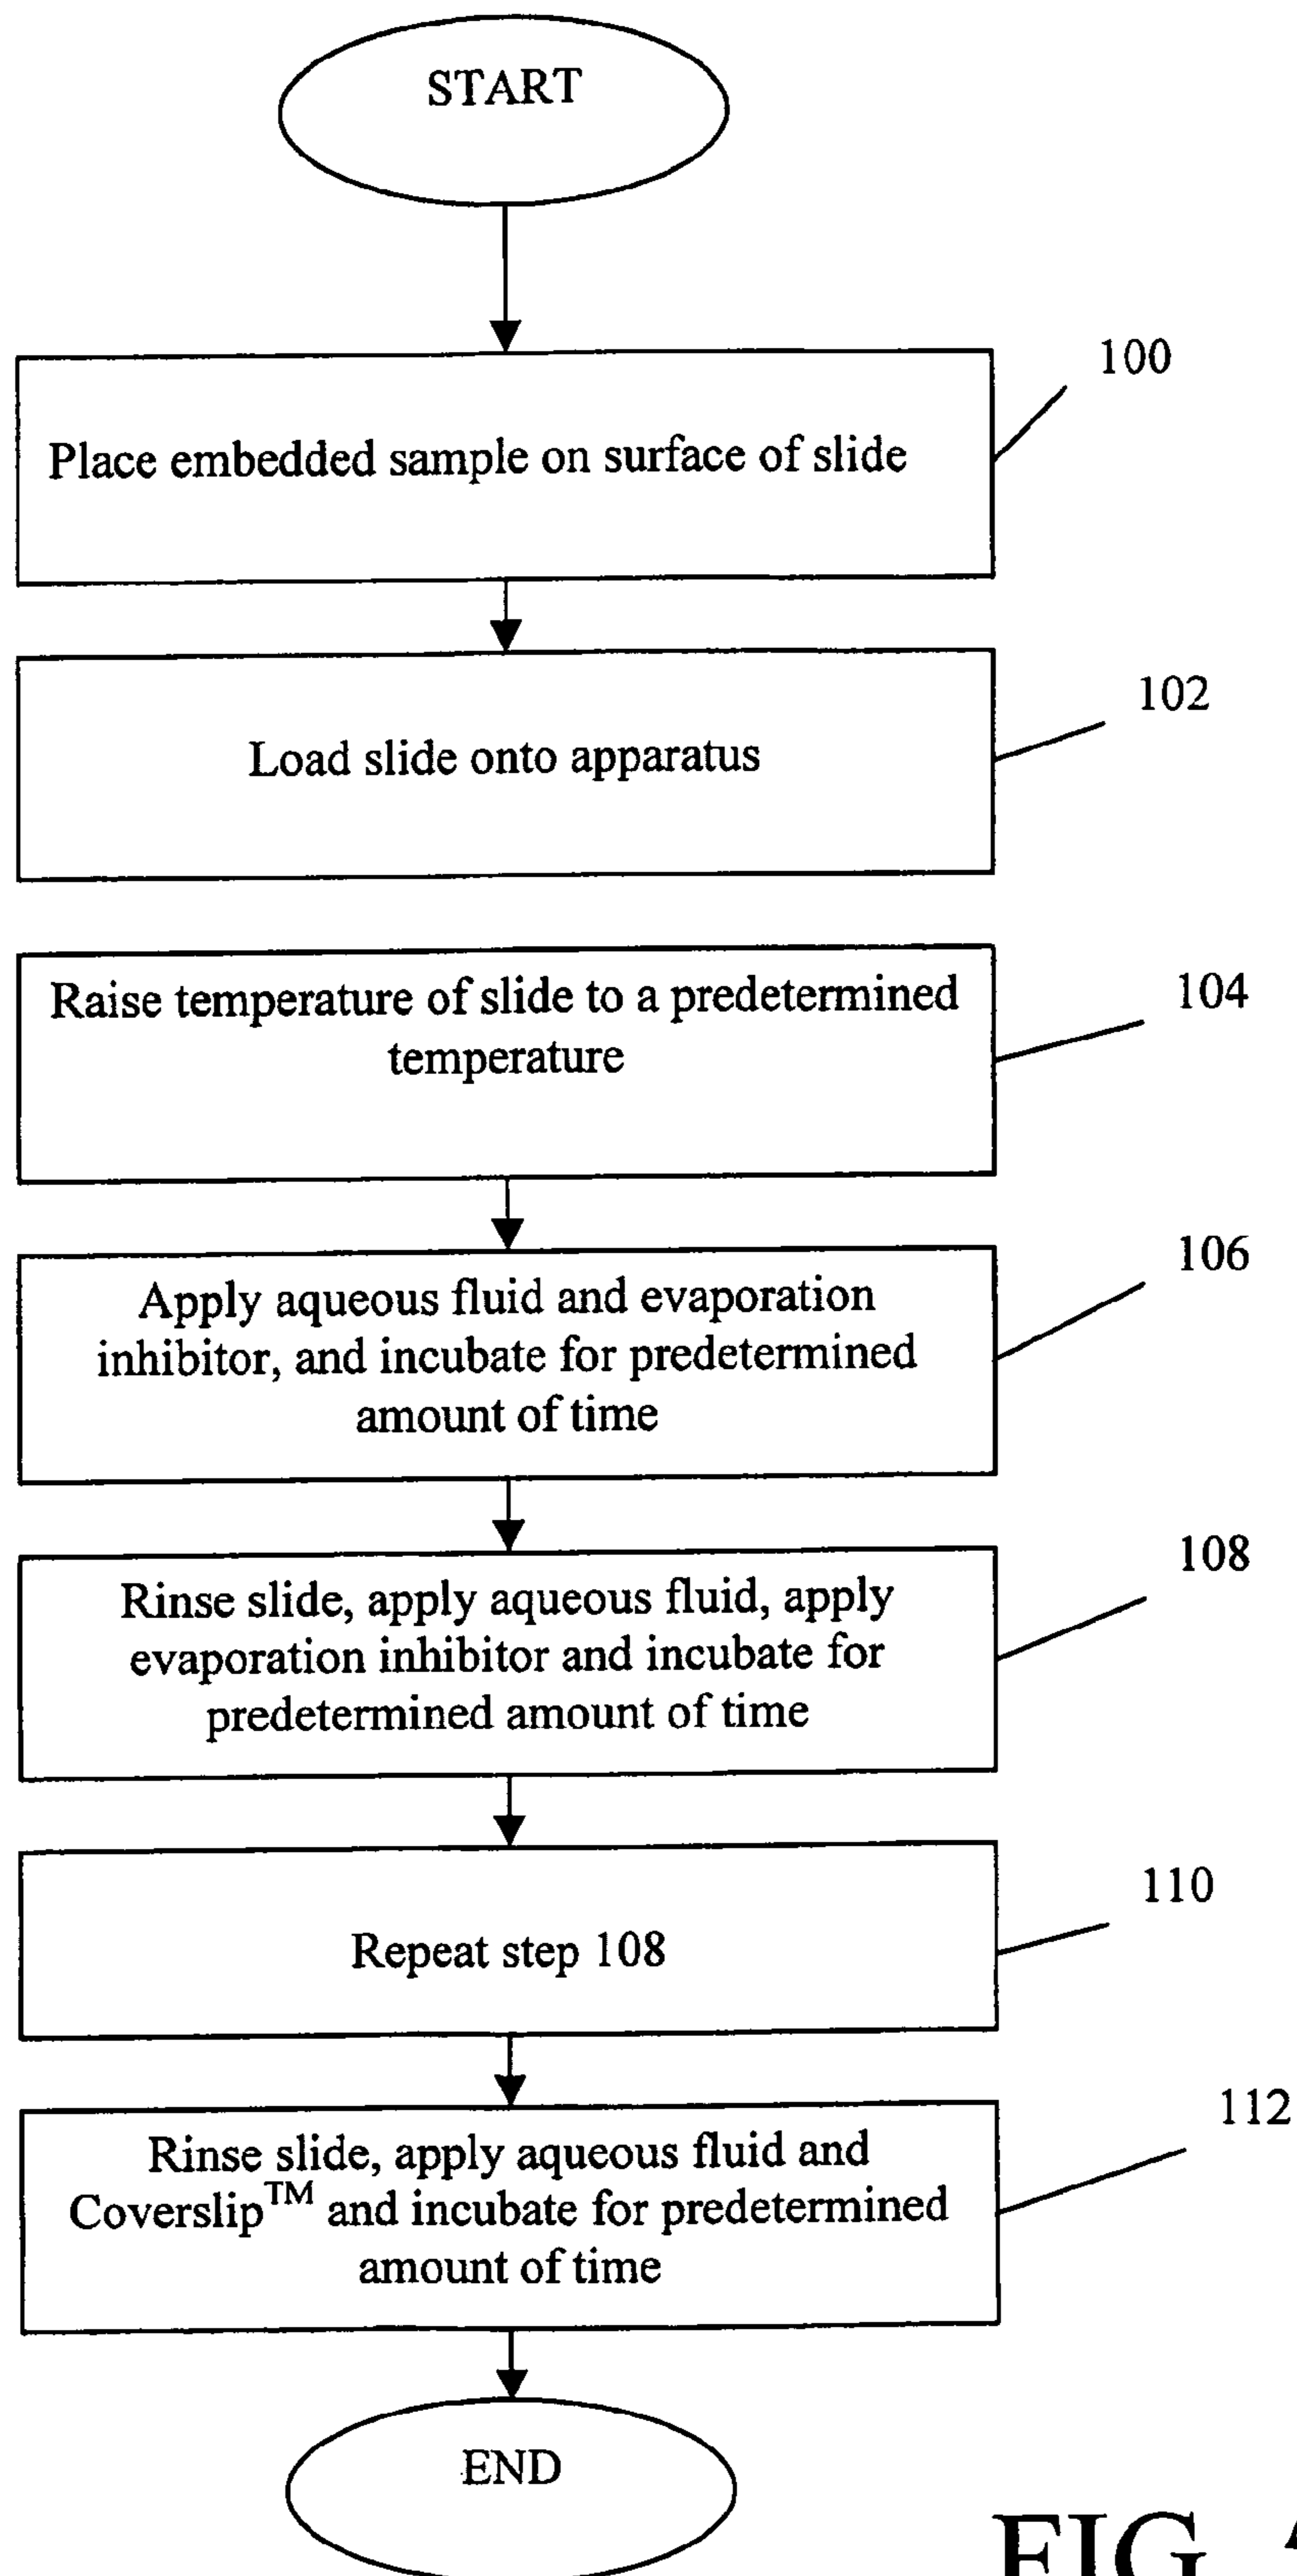 START
100
Place embedded sample on surface of slide
102
Load slide onto apparatus
104
Raise temperature of slide to a predetermined
temperature
106
Apply aqueous fluid and evaporation
inhibitor, and incubate for predetermined
amount of time
108
Rinse slide, apply aqueous fluid, apply
evaporation inhibitor and incubate for
predetermined amount of time
110
Repeat step 108
112
Rinse slide, apply aqueous fluid and
Coverslip™ and incubate for predetermined
amount of time
END
FIG.